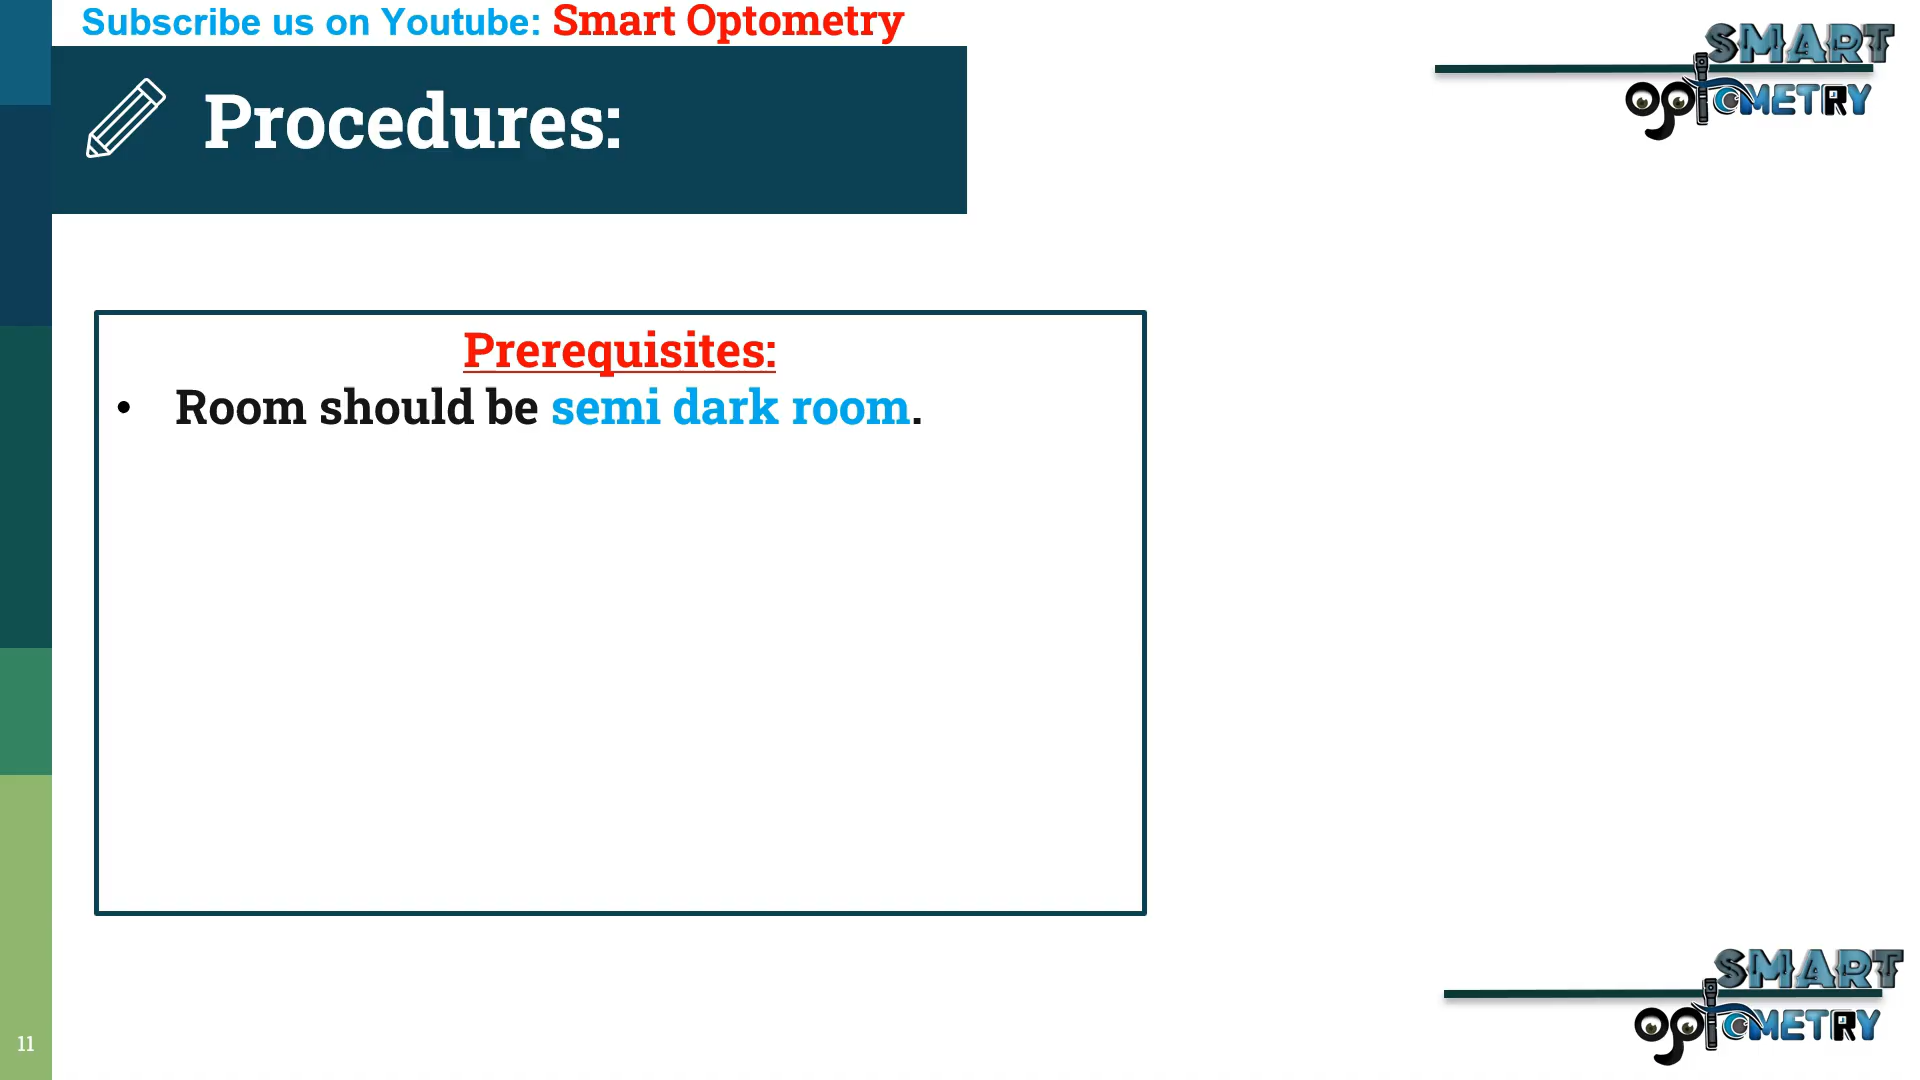 Subscribe us on Youtube: Smart Optometry
SMART
OPTOMETRY
Procedures:
Prerequisites:
• Room should be semi dark room.
SMART
OPTOMETRY
11